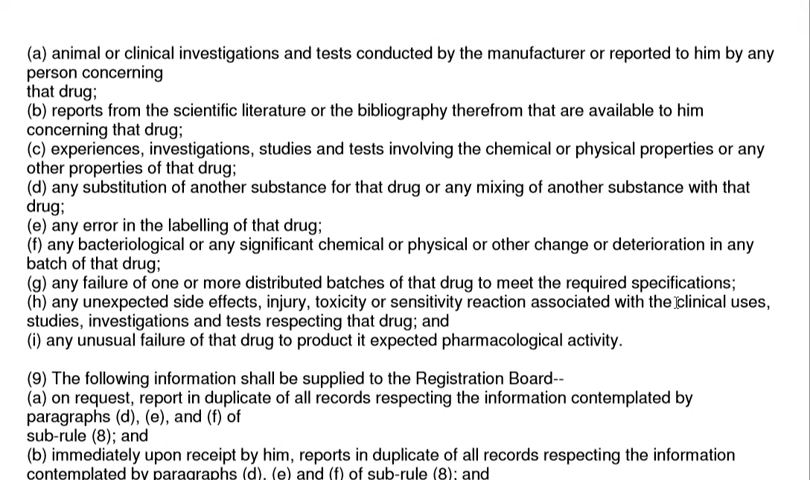 (a) animal or clinical investigations and tests conducted by the manufacturer or reported to him by any
person concerning
that drug;
(b) reports from the scientific literature or the bibliography therefrom that are available to him
concerning that drug;
(c) experiences, investigations, studies and tests involving the chemical or physical properties or any
other properties of that drug;
(d) any substitution of another substance for that drug or any mixing of another substance with that
drug;
(e) any error in the labelling of that drug;
(f) any bacteriological or any significant chemical or physical or other change or deterioration in any
batch of that drug;
(g) any failure of one or more distributed batches of that drug to meet the required specifications;
(h) any unexpected side effects, injury, toxicity or sensitivity reaction associated with the clinical uses,
studies, investigations and tests respecting that drug; and
(i) any unusual failure of that drug to product it expected pharmacological activity.
(9) The following information shall be supplied to the Registration Board--
(a) on request, report in duplicate of all records respecting the information contemplated by
paragraphs (d), (e), and (f) of
sub-rule (8); and
(b) immediately upon receipt by him, reports in duplicate of all records respecting the information
contemplated by paragraphs (d), (e) and (f) of sub-rule (8); and